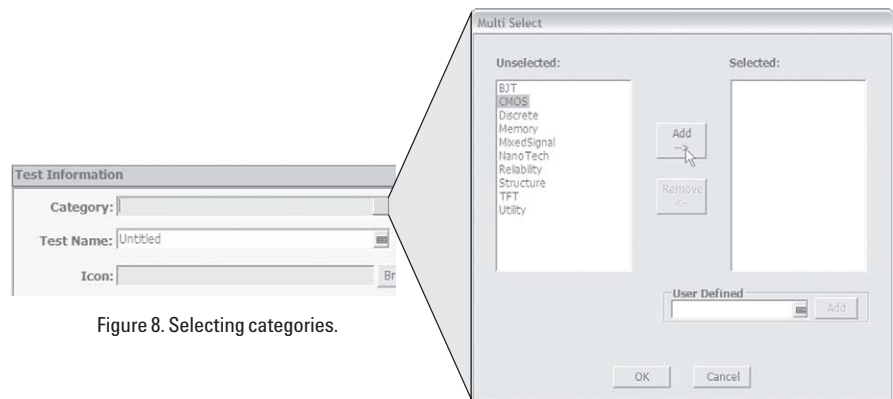 Multi Select
Unselected:
Selected:
BJT
CMOS
Discrete
Memory
MixedSignal
NanoTech
Reliability
Structure
TFT
Utility
Add
-->
Remove
<--
User Defined
Add
OK
Cancel
Test Information
Category:
Test Name: Untitled
Icon:
Br
Figure 8. Selecting categories.